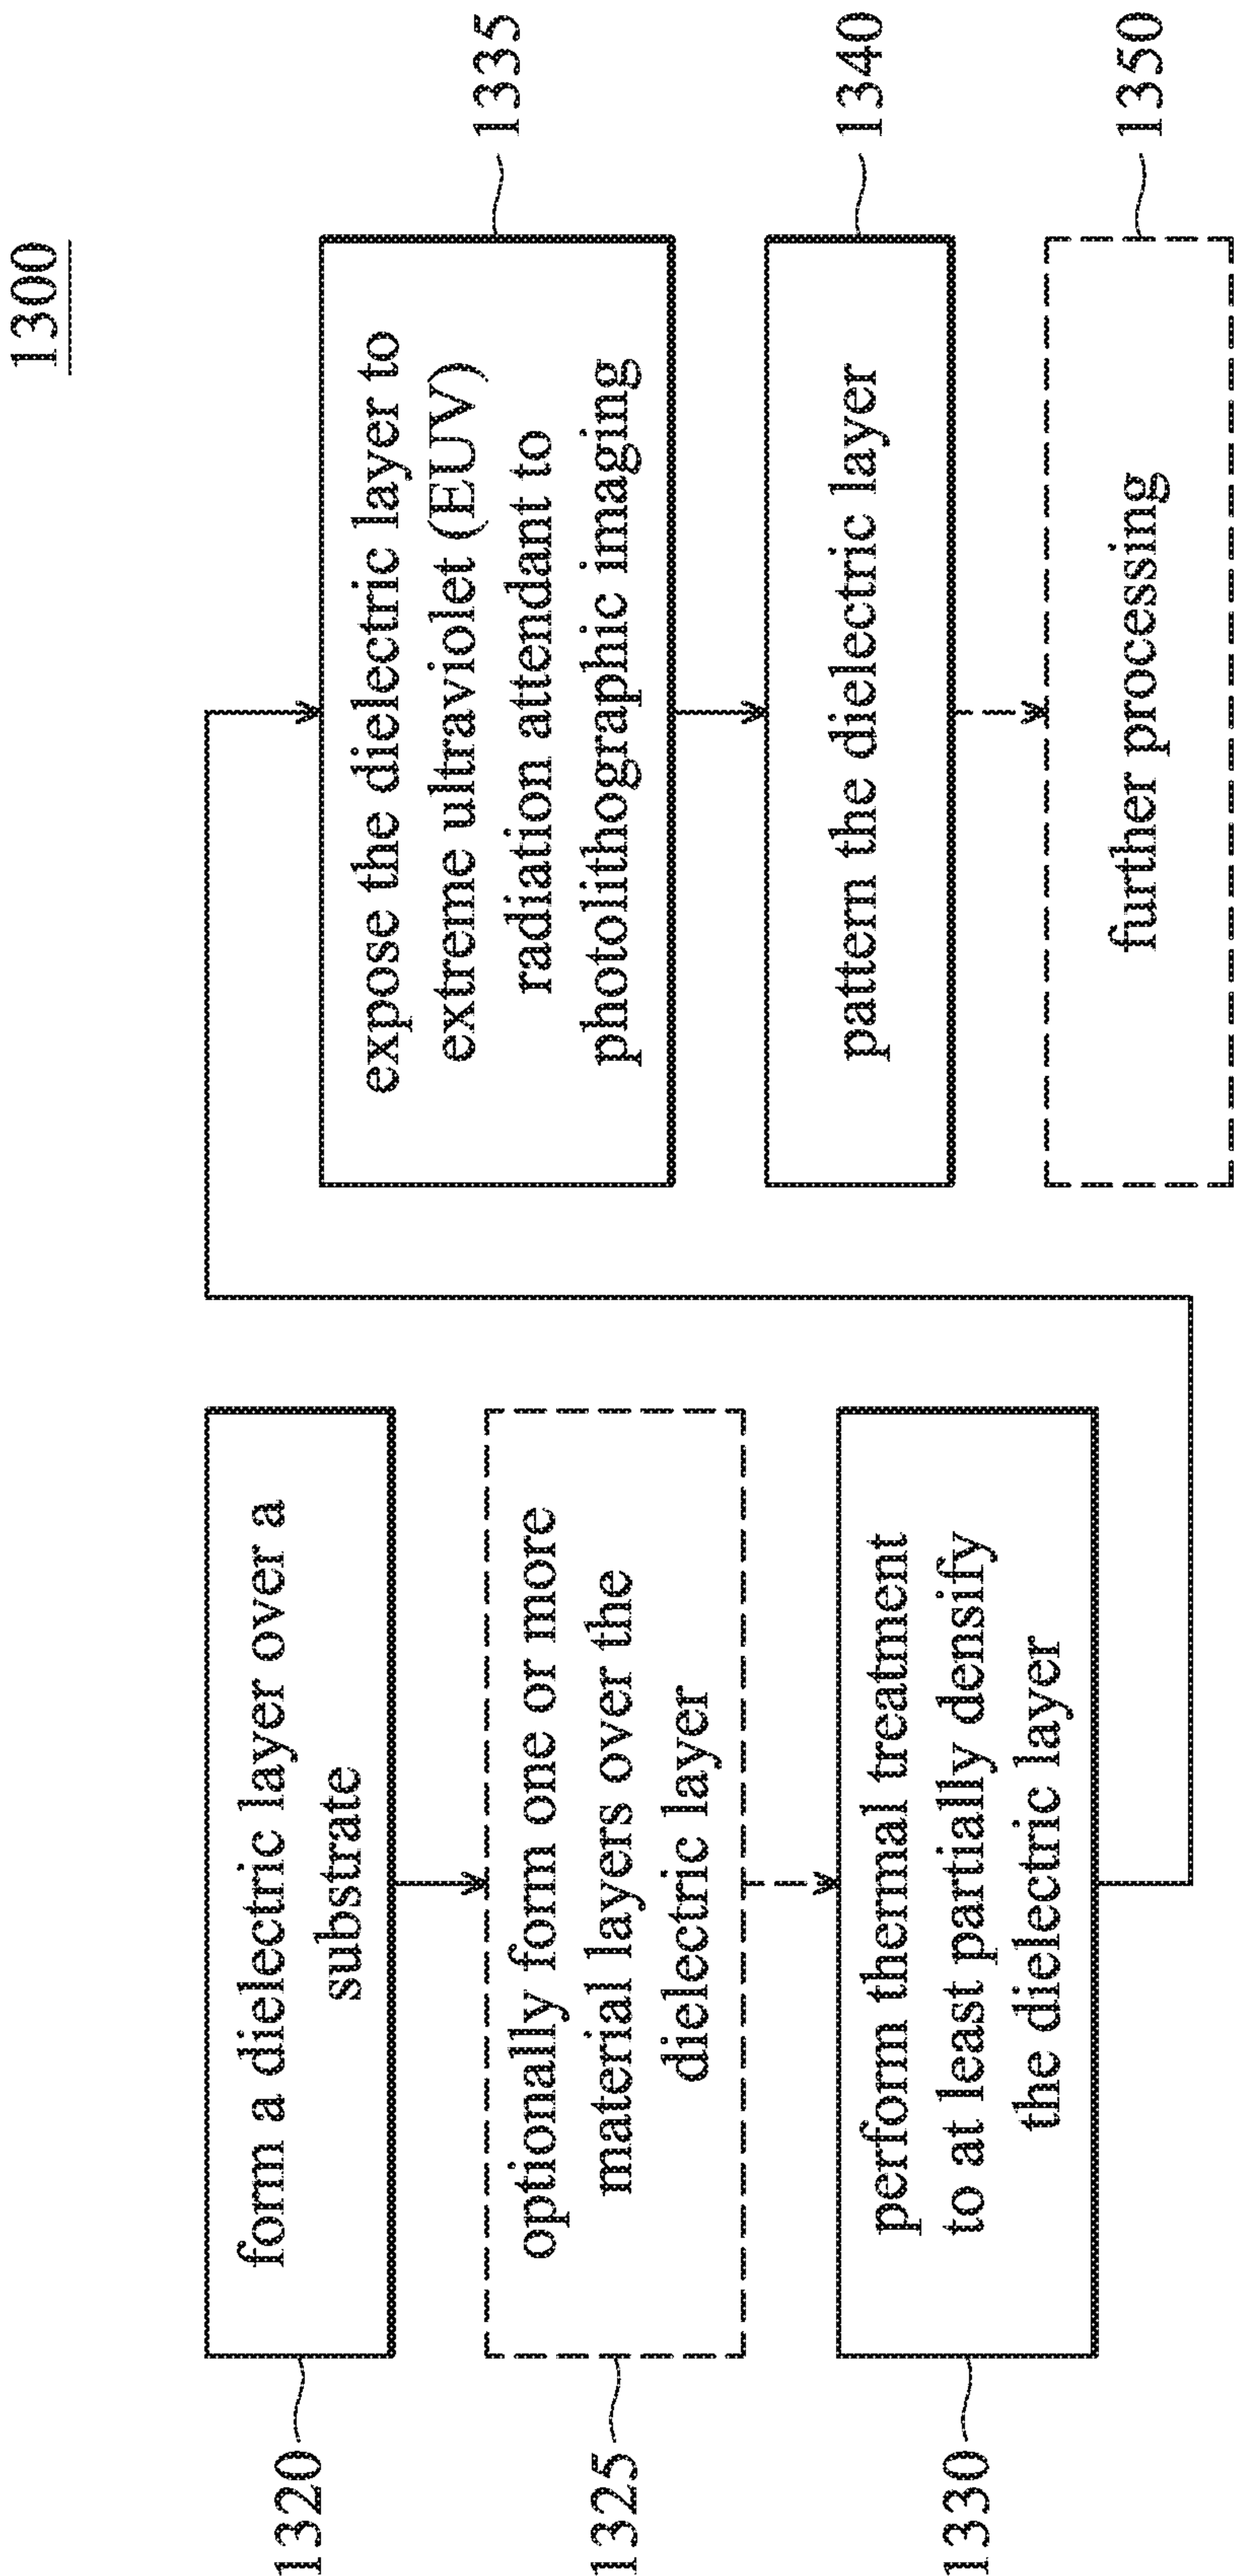 1300
1320
form a dielectric layer over a
substrate
1325
optionally form one or more
material layers over the
dielectric layer
1330
perform thermal treatment
to at least partially densify
the dielectric layer
expose the dielectric layer to
extreme ultraviolet (EUV)
radiation attendant to
photolithographic imaging
1335
pattern the dielectric layer
1340
further processing
1350